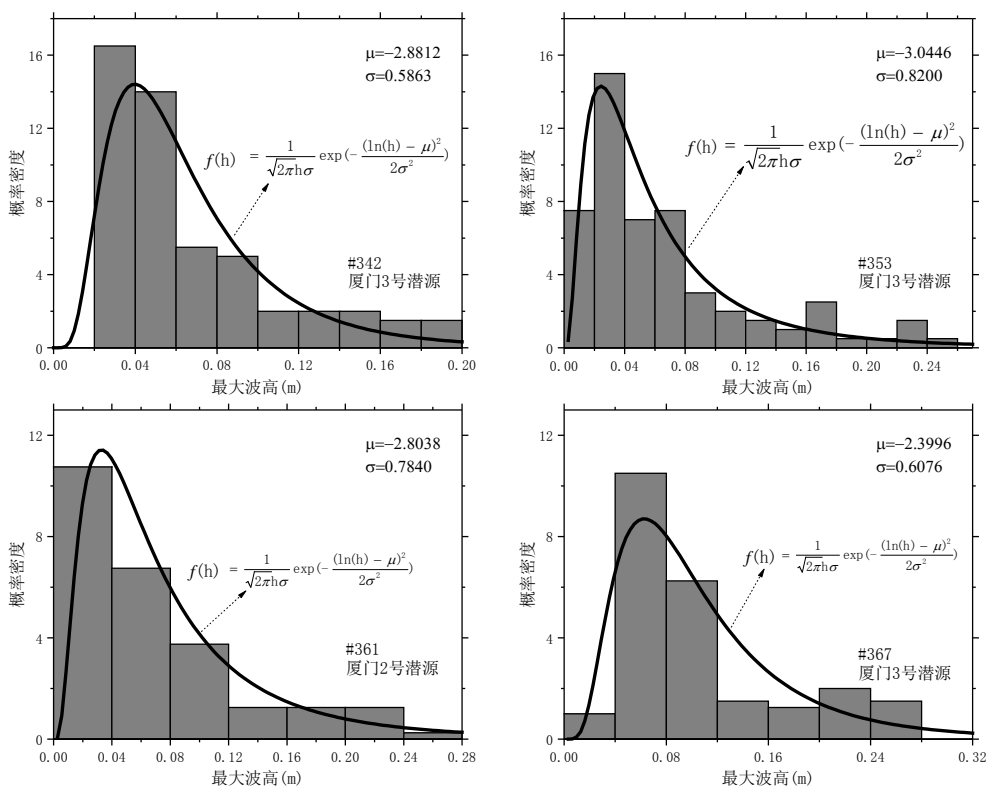 μ=−2.8812
σ=0.5863
f(h) = 1/(√2πhσ) exp(-(ln(h) − μ)²/2σ²)
#342
厦门3号潜源
概率密度
16
12
8
4
0
0.00 0.04 0.08 0.12 0.16 0.20
最大波高(m)
μ=−3.0446
σ=0.8200
f(h) = 1/(√2πhσ) exp(-(ln(h) − μ)²/2σ²)
#353
厦门3号潜源
概率密度
16
12
8
4
0
0.00 0.04 0.08 0.12 0.16 0.20 0.24
最大波高(m)
μ=−2.8038
σ=0.7840
f(h) = 1/(√2πhσ) exp(-(ln(h) − μ)²/2σ²)
#361
厦门2号潜源
概率密度
12
8
4
0
0.00 0.04 0.08 0.12 0.16 0.20 0.24 0.28
最大波高(m)
μ=−2.3996
σ=0.6076
f(h) = 1/(√2πhσ) exp(-(ln(h) − μ)²/2σ²)
#367
厦门3号潜源
概率密度
12
8
4
0
0.00 0.08 0.16 0.24 0.32
最大波高(m)